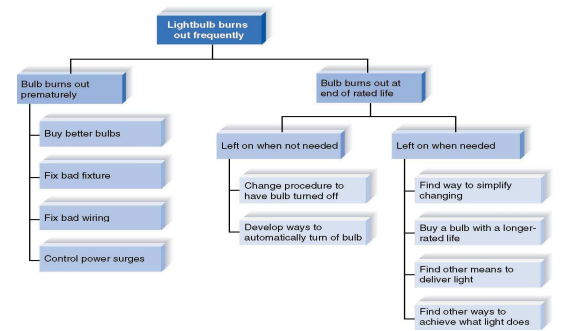 Lightbulb burns
out frequently
Bulb burns out
prematurely
Buy better bulbs
Fix bad fixture
Fix bad wiring
Control power surges
Bulb burns out at
end of rated life
Left on when not needed
Change procedure to
have bulb turned off
Develop ways to
automatically turn of bulb
Left on when needed
Find way to simplify
changing
Buy a bulb with a longer-
rated life
Find other means to
deliver light
Find other ways to
achieve what light does